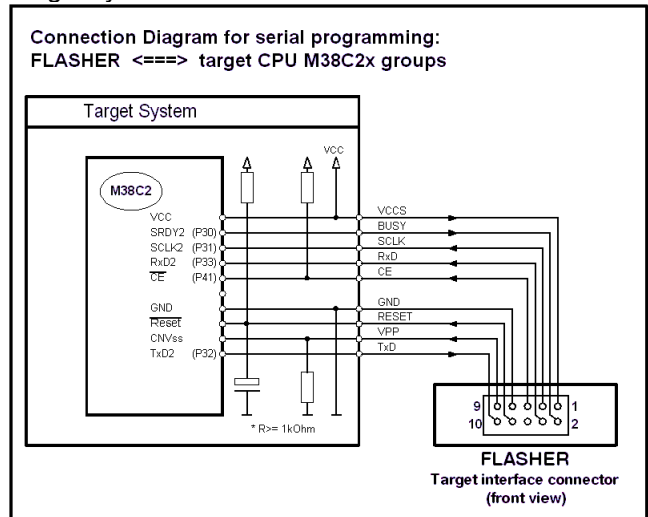 Connection Diagram for serial programming:
FLASHER <===> target CPU M38C2x groups
Target System
VCC
M38C2
VCC
SRDY2 (P30)
SCLK2 (P31)
RxD2 (P33)
CE (P41)
GND
Reset
CNVss
TxD2 (P32)
VCCS
BUSY
SCLK
RxD
CE
GND
RESET
VPP
TxD
* R>= 1kOhm
9 1
10 2
FLASHER
Target interface connector
(front view)